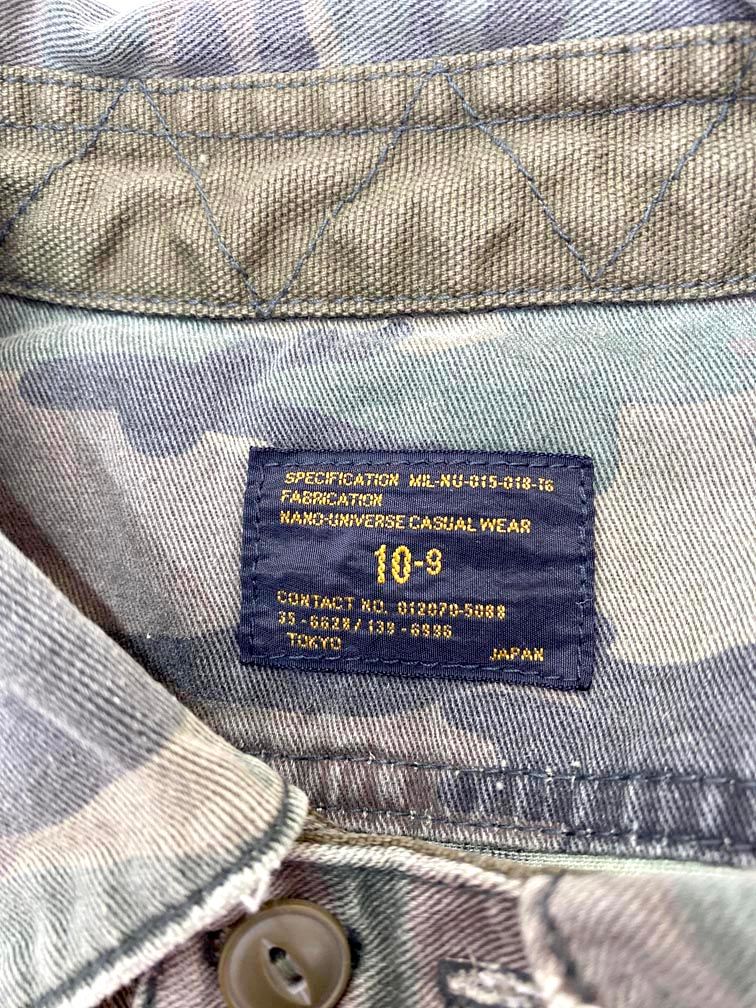 SPECIFICATION MIL-NU-015-018-16
FABRICATION
NANO-UNIVERSE CASUAL WEAR
10-9
CONTACT NO. 012070-5088
35-6628/139-6936
TOKYO JAPAN